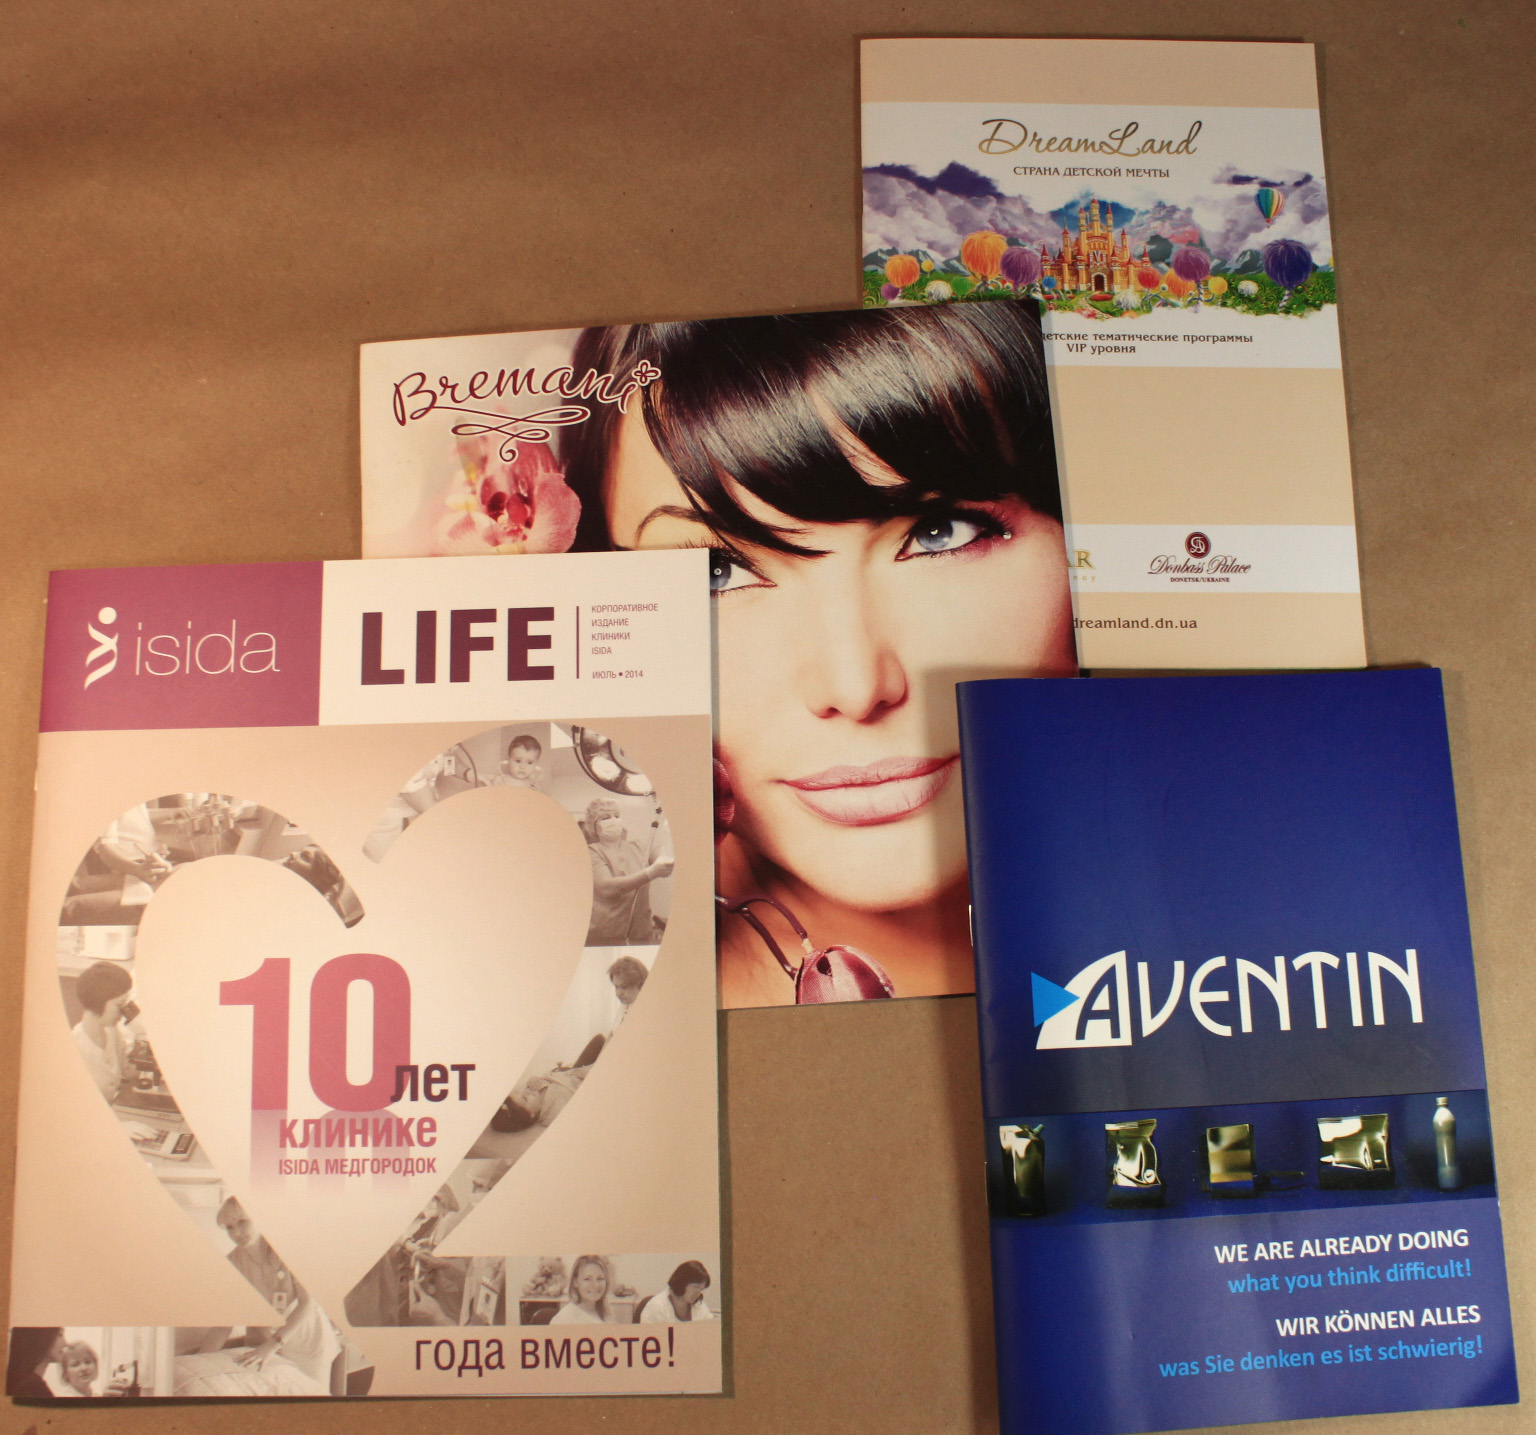 DreamLand
СТРАНА ДЕТСКОЙ МЕЧТЫ
детские тематические программы
VIP уровня
Donbass Palace
DONETSK/UKRAINE
dreamland.dn.ua
Bremani
isida
LIFE
КОРПОРАТИВНОЕ
ИЗДАНИЕ
КЛИНИКИ
ISIDA
ИЮЛЬ • 2014
10 лет
клинике
ISIDA МЕДГОРОДОК
года вместе!
AVENTIN
WE ARE ALREADY DOING
what you think difficult!
WIR KÖNNEN ALLES
was Sie denken es ist schwierig!